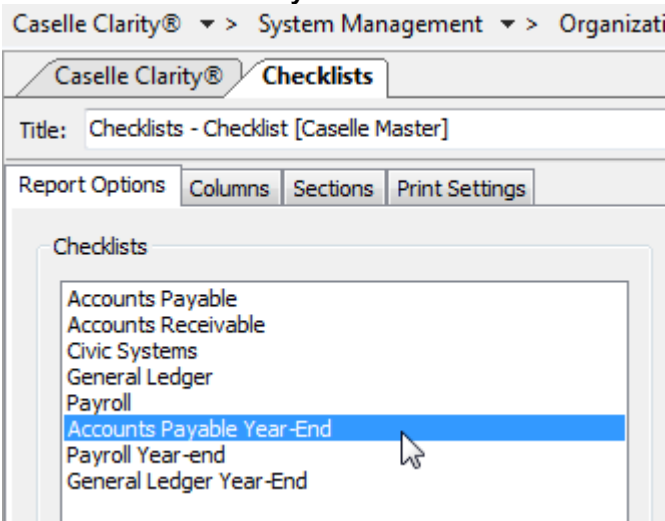 Caselle Clarity® ▼ > System Management ▼ > Organizati
Caselle Clarity® Checklists
Title: Checklists - Checklist [Caselle Master]
Report Options Columns Sections Print Settings
Checklists
Accounts Payable
Accounts Receivable
Civic Systems
General Ledger
Payroll
Accounts Payable Year-End
Payroll Year-end
General Ledger Year-End